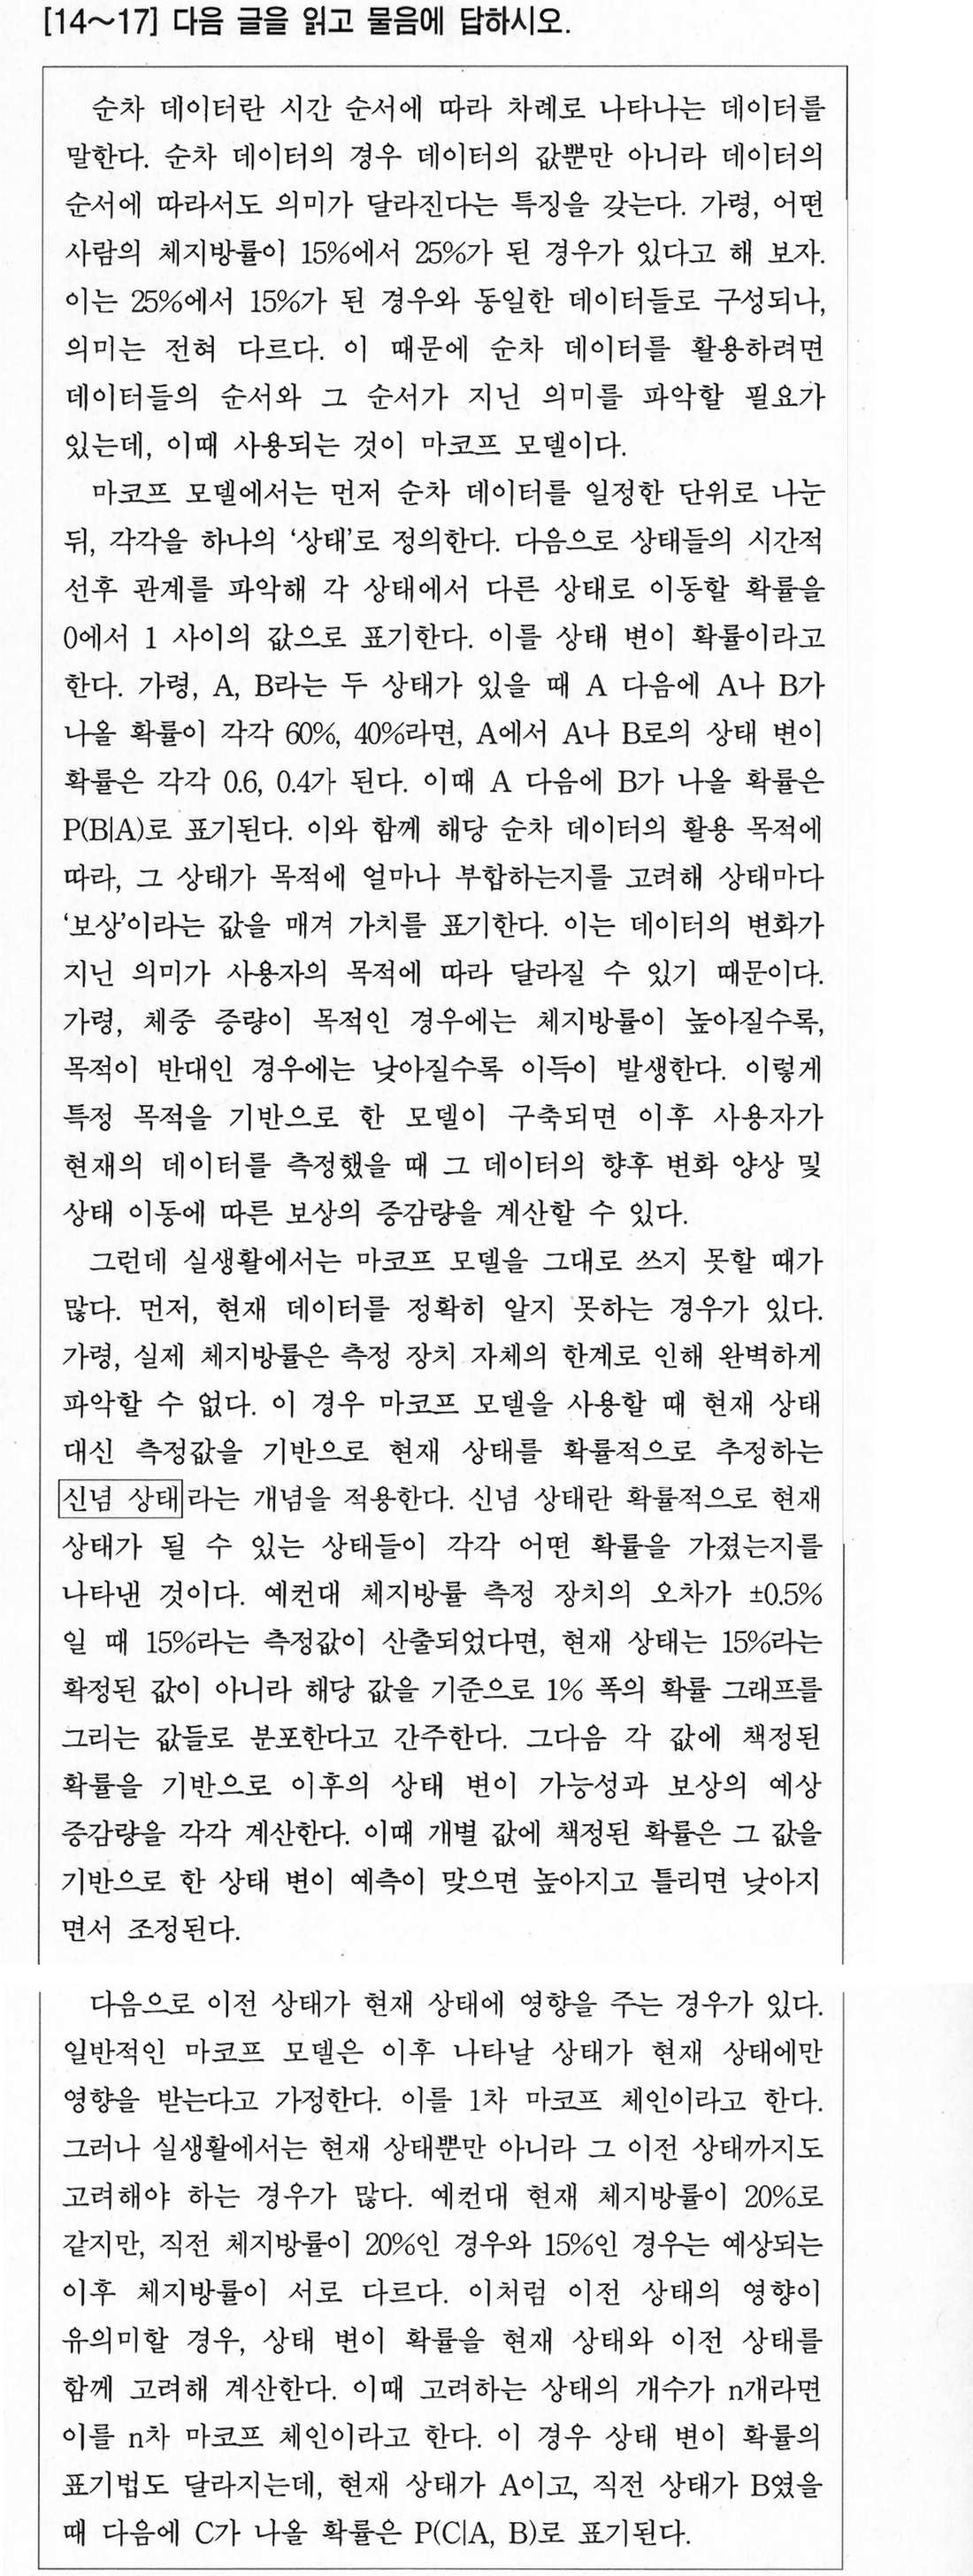 [14～17] 다음 글을 읽고 물음에 답하시오.
순차 데이터란 시간 순서에 따라 차례로 나타나는 데이터를
말한다. 순차 데이터의 경우 데이터의 값뿐만 아니라 데이터의
순서에 따라서도 의미가 달라진다는 특징을 갖는다. 가령, 어떤
사람의 체지방률이 15%에서 25%가 된 경우가 있다고 해 보자.
이는 25%에서 15%가 된 경우와 동일한 데이터들로 구성되나,
의미는 전혀 다르다. 이 때문에 순차 데이터를 활용하려면
데이터들의 순서와 그 순서가 지닌 의미를 파악할 필요가
있는데, 이때 사용되는 것이 마코프 모델이다.
마코프 모델에서는 먼저 순차 데이터를 일정한 단위로 나눈
뒤, 각각을 하나의 ‘상태’로 정의한다. 다음으로 상태들의 시간적
선후 관계를 파악해 각 상태에서 다른 상태로 이동할 확률을
0에서 1 사이의 값으로 표기한다. 이를 상태 변이 확률이라고
한다. 가령, A, B라는 두 상태가 있을 때 A 다음에 A나 B가
나올 확률이 각각 60%, 40%라면, A에서 A나 B로의 상태 변이
확률은 각각 0.6, 0.4가 된다. 이때 A 다음에 B가 나올 확률은
P(B|A)로 표기된다. 이와 함께 해당 순차 데이터의 활용 목적에
따라, 그 상태가 목적에 얼마나 부합하는지를 고려해 상태마다
‘보상’이라는 값을 매겨 가치를 표기한다. 이는 데이터의 변화가
지닌 의미가 사용자의 목적에 따라 달라질 수 있기 때문이다.
가령, 체중 증량이 목적인 경우에는 체지방률이 높아질수록,
목적이 반대인 경우에는 낮아질수록 이득이 발생한다. 이렇게
특정 목적을 기반으로 한 모델이 구축되면 이후 사용자가
현재의 데이터를 측정했을 때 그 데이터의 향후 변화 양상 및
상태 이동에 따른 보상의 증감량을 계산할 수 있다.
그런데 실생활에서는 마코프 모델을 그대로 쓰지 못할 때가
많다. 먼저, 현재 데이터를 정확히 알지 못하는 경우가 있다.
가령, 실제 체지방률은 측정 장치 자체의 한계로 인해 완벽하게
파악할 수 없다. 이 경우 마코프 모델을 사용할 때 현재 상태
대신 측정값을 기반으로 현재 상태를 확률적으로 추정하는
신념 상태라는 개념을 적용한다. 신념 상태란 확률적으로 현재
상태가 될 수 있는 상태들이 각각 어떤 확률을 가졌는지를
나타낸 것이다. 예컨대 체지방률 측정 장치의 오차가 ±0.5%
일 때 15%라는 측정값이 산출되었다면, 현재 상태는 15%라는
확정된 값이 아니라 해당 값을 기준으로 1% 폭의 확률 그래프를
그리는 값들로 분포한다고 간주한다. 그다음 각 값에 책정된
확률을 기반으로 이후의 상태 변이 가능성과 보상의 예상
증감량을 각각 계산한다. 이때 개별 값에 책정된 확률은 그 값을
기반으로 한 상태 변이 예측이 맞으면 높아지고 틀리면 낮아지
면서 조정된다.
다음으로 이전 상태가 현재 상태에 영향을 주는 경우가 있다.
일반적인 마코프 모델은 이후 나타날 상태가 현재 상태에만
영향을 받는다고 가정한다. 이를 1차 마코프 체인이라고 한다.
그러나 실생활에서는 현재 상태뿐만 아니라 그 이전 상태까지도
고려해야 하는 경우가 많다. 예컨대 현재 체지방률이 20%로
같지만, 직전 체지방률이 20%인 경우와 15%인 경우는 예상되는
이후 체지방률이 서로 다르다. 이처럼 이전 상태의 영향이
유의미할 경우, 상태 변이 확률을 현재 상태와 이전 상태를
함께 고려해 계산한다. 이때 고려하는 상태의 개수가 n개라면
이를 n차 마코프 체인이라고 한다. 이 경우 상태 변이 확률의
표기법도 달라지는데, 현재 상태가 A이고, 직전 상태가 B였을
때 다음에 C가 나올 확률은 P(C|A, B)로 표기된다.